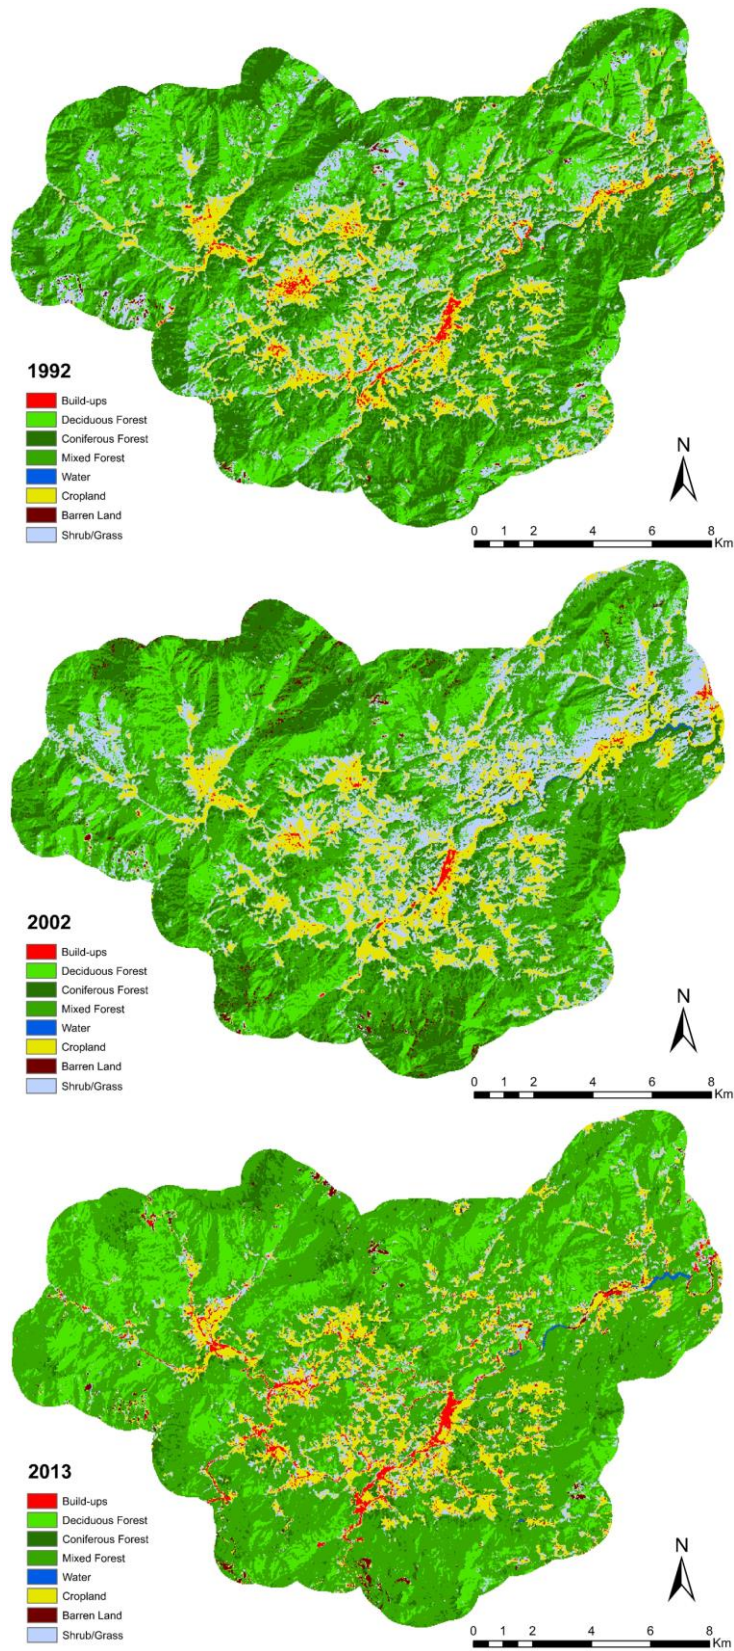 1992
Build-ups
Deciduous Forest
Coniferous Forest
Mixed Forest
Water
Cropland
Barren Land
Shrub/Grass
N
0 1 2 4 6 8
Km
2002
Build-ups
Deciduous Forest
Coniferous Forest
Mixed Forest
Water
Cropland
Barren Land
Shrub/Grass
N
0 1 2 4 6 8
Km
2013
Build-ups
Deciduous Forest
Coniferous Forest
Mixed Forest
Water
Cropland
Barren Land
Shrub/Grass
N
0 1 2 4 6 8
Km